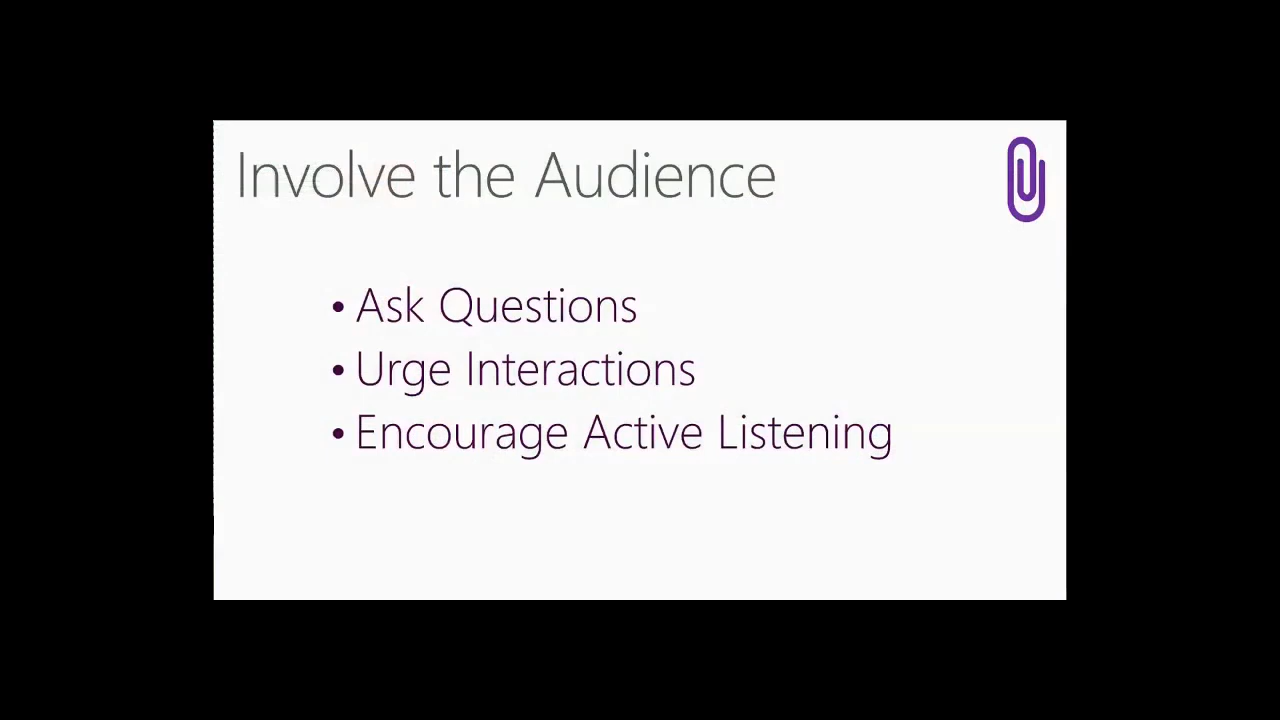 Involve the Audience
• Ask Questions
• Urge Interactions
• Encourage Active Listening